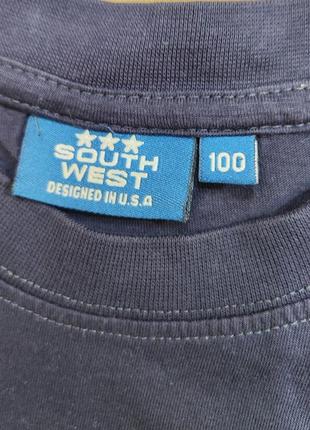 SOUTH
WEST
DESIGNED IN U.S.A
100